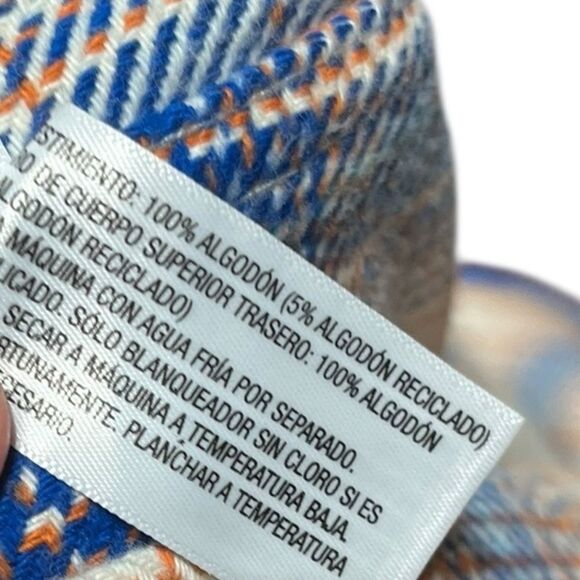 STIMIENTO: 100% ALGODÓN (5% ALGODÓN RECICLADO)
O DE CUERPO SUPERIOR TRASERO: 100% ALGODÓN
ALGODÓN RECICLADO)
MÁQUINA CON AGUA FRÍA POR SEPARADO.
LICADO. SÓLO BLANQUEADOR SIN CLORO SI ES
SECAR A MÁQUINA A TEMPERATURA BAJA.
RTUNAMENTE. PLANCHAR A TEMPERATURA
CESARIO.